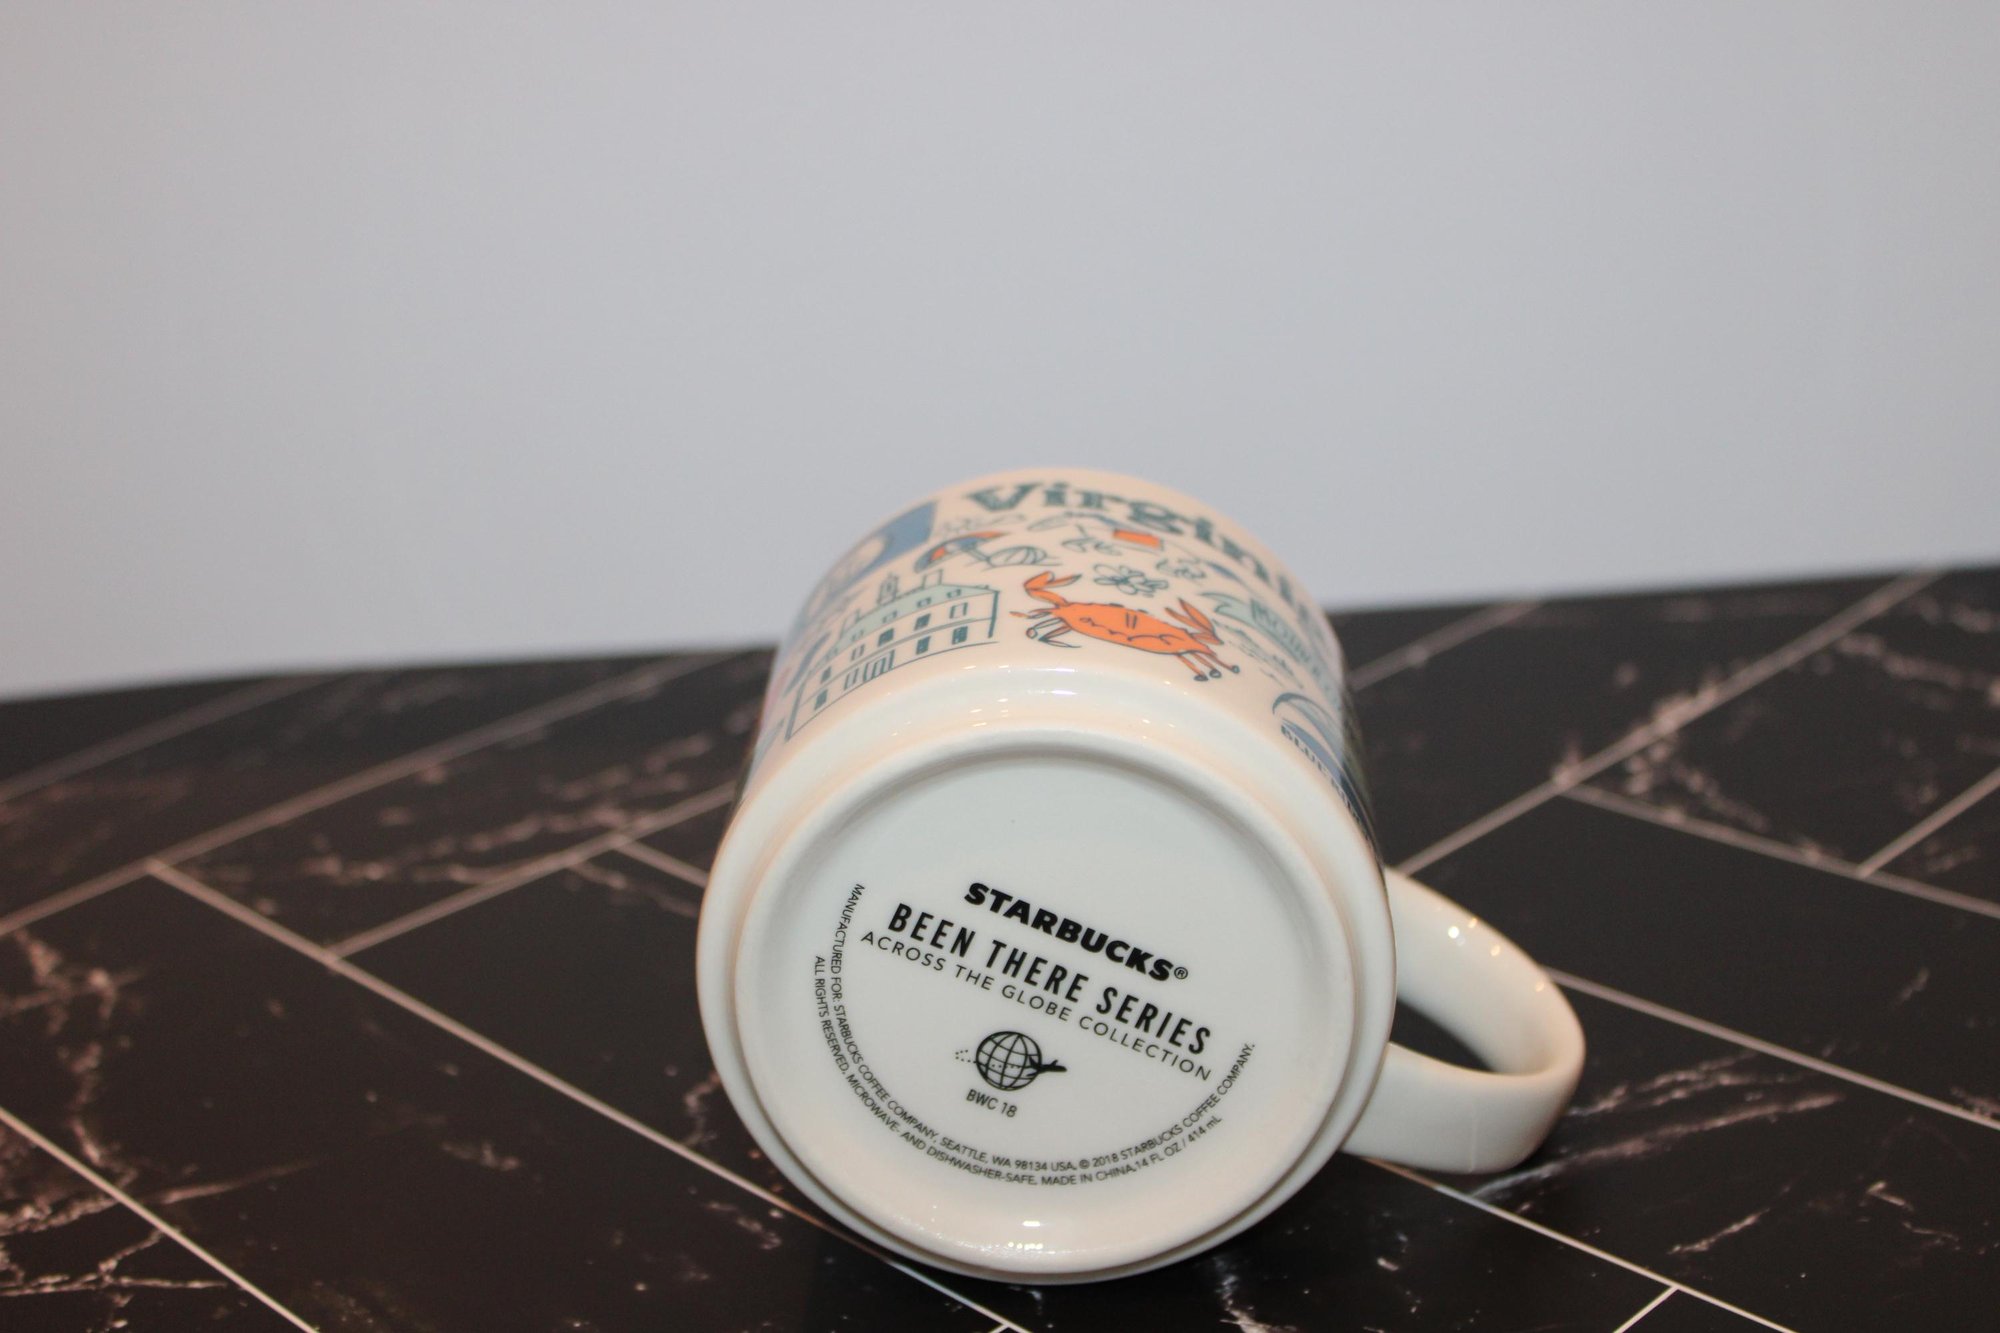 Virginia
STARBUCKS®
BEEN THERE SERIES
ACROSS THE GLOBE COLLECTION
BWC 18
MANUFACTURED FOR: STARBUCKS COFFEE COMPANY, SEATTLE, WA 98134 USA. © 2018 STARBUCKS COFFEE COMPANY.
ALL RIGHTS RESERVED. MICROWAVE- AND DISHWASHER-SAFE. MADE IN CHINA.14 FL OZ / 414 mL